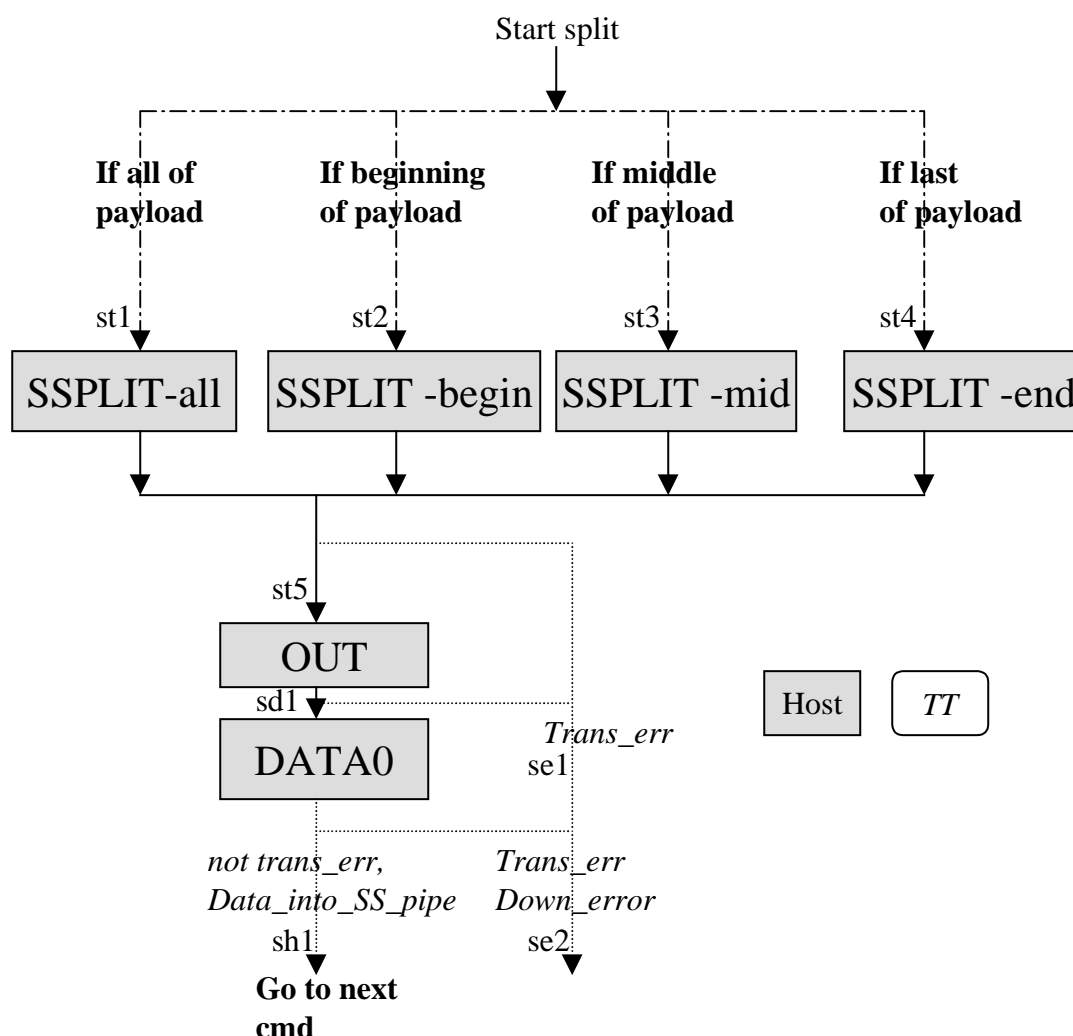 Start split
If all of
payload
If beginning
of payload
If middle
of payload
If last
of payload
st1
st2
st3
st4
SSPLIT-all
SSPLIT -begin
SSPLIT -mid
SSPLIT -end
st5
OUT
sd1
DATA0
Trans_err
se1
Host
TT
not trans_err,
Data_into_SS_pipe
sh1
Trans_err
Down_error
se2
Go to next
cmd